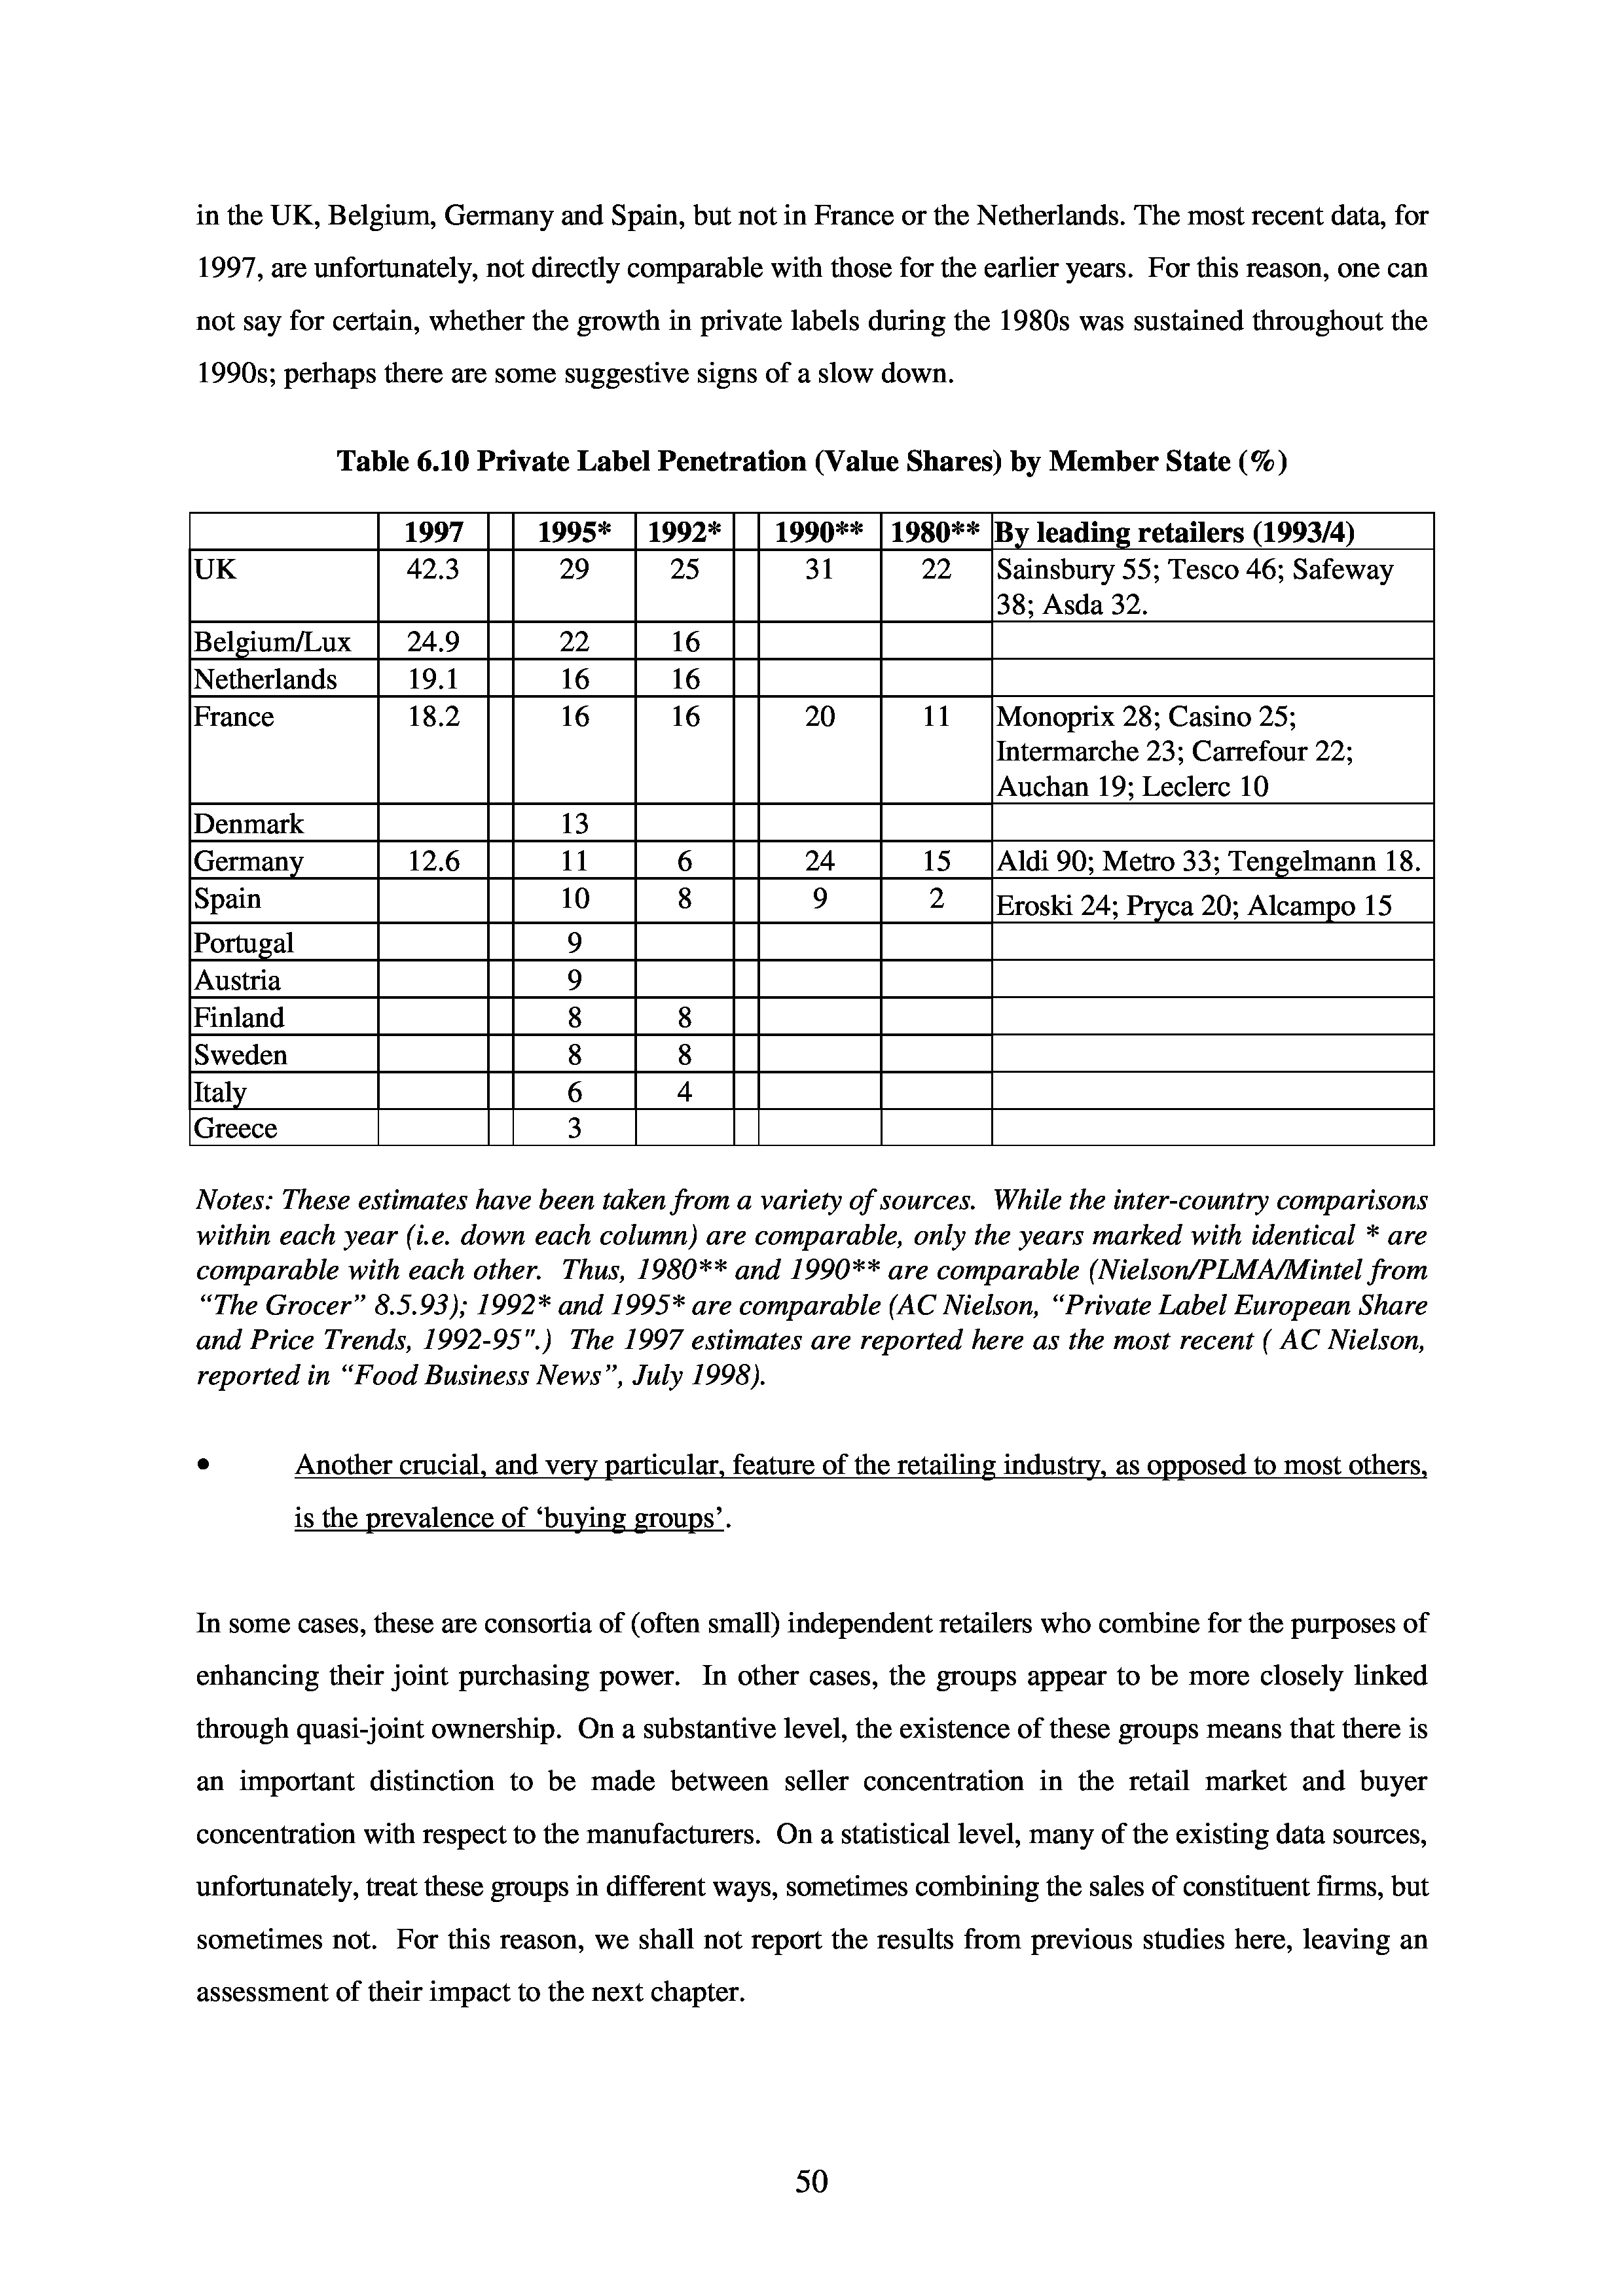 in the UK, Belgium, Germany and Spain, but not in France or the Netherlands. The most recent data, for
1997, are unfortunately, not directly comparable with those for the earlier years.  For this reason, one can
not say for certain, whether the growth in private labels during the 1980s was sustained throughout the
1990s; perhaps there are some suggestive signs of a slow down.
Table 6.10 Private Label Penetration (Value Shares) by Member State (%)
1997 1995* 1992* 1990** 1980** By leading retailers (1993/4)
UK 42.3 29 25 31 22 Sainsbury 55; Tesco 46; Safeway
38; Asda 32.
Belgium/Lux 24.9 22 16
Netherlands 19.1 16 16
France 18.2 16 16 20 11 Monoprix 28; Casino 25;
Intermarche 23; Carrefour 22;
Auchan 19; Leclerc 10
Denmark 13
Germany 12.6 11 6 24 15 Aldi 90; Metro 33; Tengelmann 18.
Spain 10 8 9 2 Eroski 24; Pryca 20; Alcampo 15
Portugal 9
Austria 9
Finland 8 8
Sweden 8 8
Italy 6 4
Greece 3
Notes: These estimates have been taken from a variety of sources.  While the inter-country comparisons
within each year (i.e. down each column) are comparable, only the years marked with identical * are
comparable with each other.  Thus, 1980** and 1990** are comparable (Nielson/PLMA/Mintel from
“The Grocer” 8.5.93); 1992* and 1995* are comparable (AC Nielson, “Private Label European Share
and Price Trends, 1992-95".)  The 1997 estimates are reported here as the most recent ( AC Nielson,
reported in “Food Business News”, July 1998).
• Another crucial, and very particular, feature of the retailing industry, as opposed to most others,
is the prevalence of ‘buying groups’.
In some cases, these are consortia of (often small) independent retailers who combine for the purposes of
enhancing their joint purchasing power.  In other cases, the groups appear to be more closely linked
through quasi-joint ownership.  On a substantive level, the existence of these groups means that there is
an important distinction to be made between seller concentration in the retail market and buyer
concentration with respect to the manufacturers.  On a statistical level, many of the existing data sources,
unfortunately, treat these groups in different ways, sometimes combining the sales of constituent firms, but
sometimes not.  For this reason, we shall not report the results from previous studies here, leaving an
assessment of their impact to the next chapter.
50